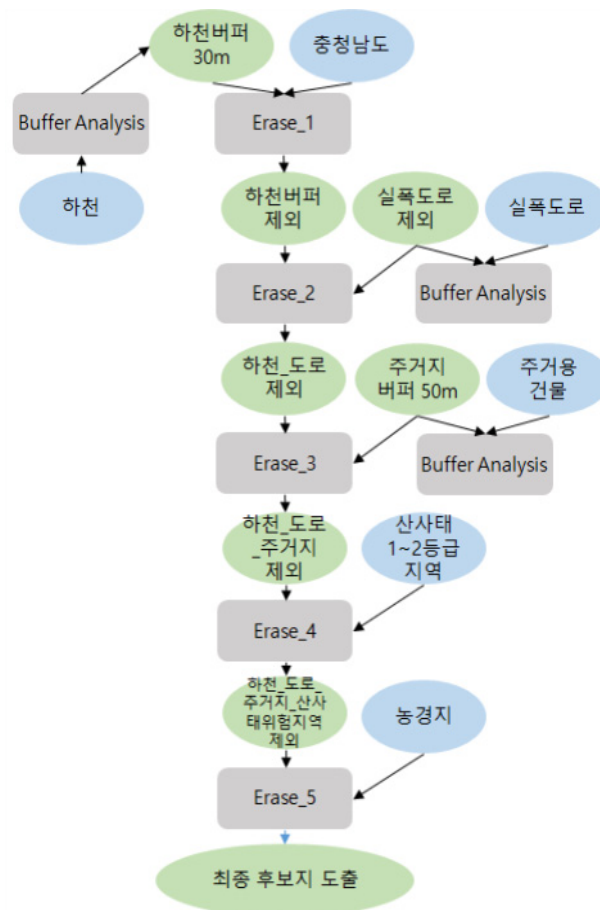 하천버퍼
30m
충청남도
Buffer Analysis
Erase_1
하천
하천버퍼
제외
실폭도로
제외
실폭도로
Erase_2
Buffer Analysis
하천_도로
제외
주거지
버퍼 50m
주거용
건물
Erase_3
Buffer Analysis
하천_도로
_주거지
제외
산사태
1~2등급
지역
Erase_4
하천_도로_
주거지_산사
태위험지역
제외
농경지
Erase_5
최종 후보지 도출